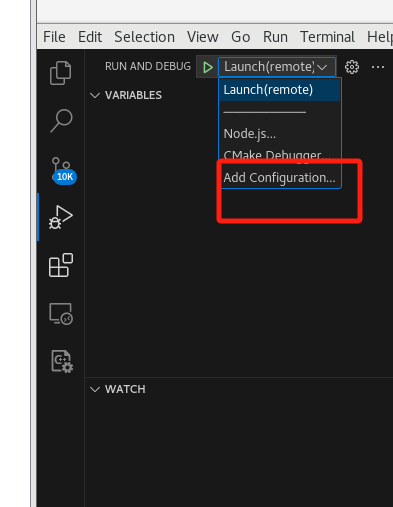 File Edit Selection View Go Run Terminal Help
RUN AND DEBUG Launch(remote)
VARIABLES
Launch(remote)
Node.js...
CMake Debugger...
Add Configuration...
10K
WATCH